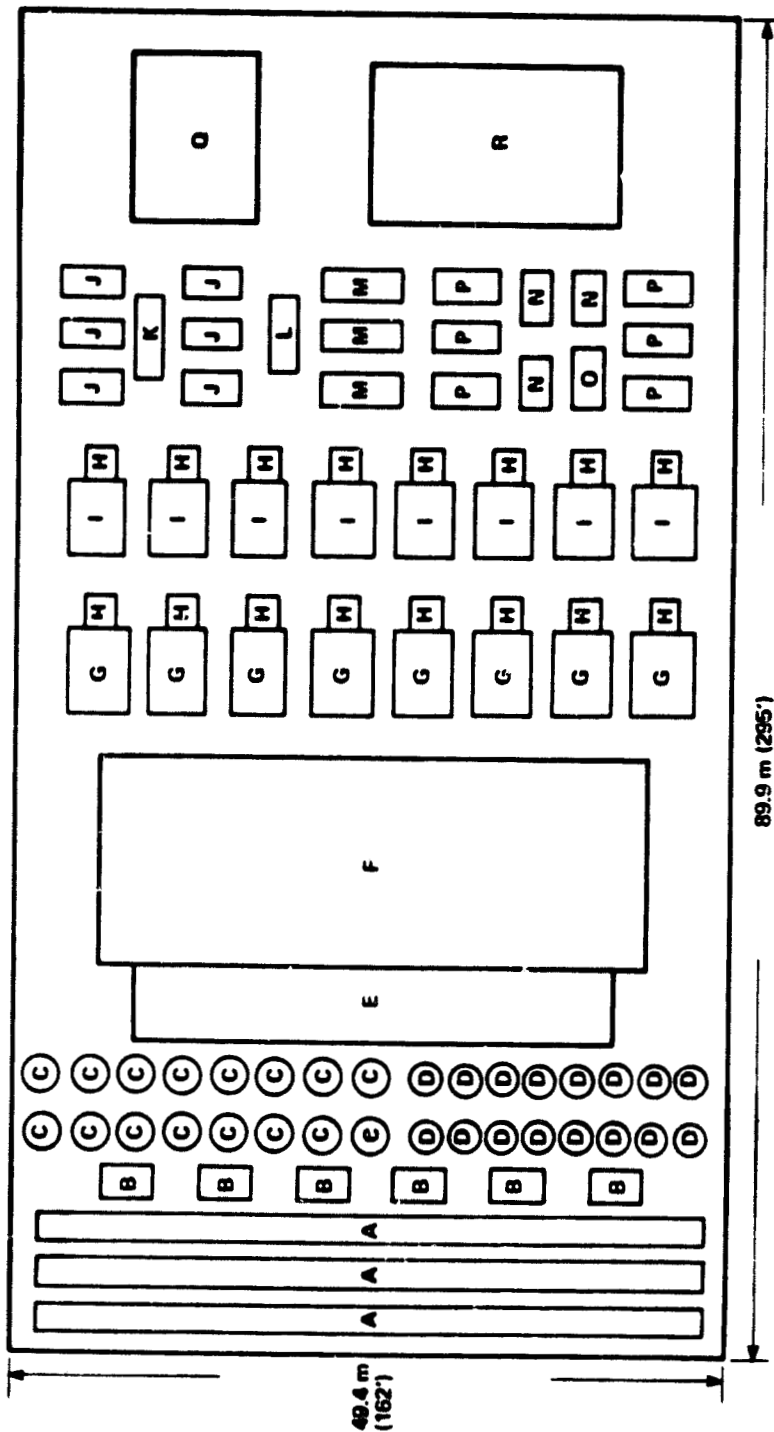 C C
C C G H I H J J J
B C C K
C C G H I H J J J Q
B C C G H I H
C C L
B C C G H I H M M M
49.4 m
(162')
A A A C C E F
B D D G H I H
D D P P P
D D G H I H R
B D D N N
D D G H I H O N
B D D
D D G H I H P P P
D D
89.9 m (295')